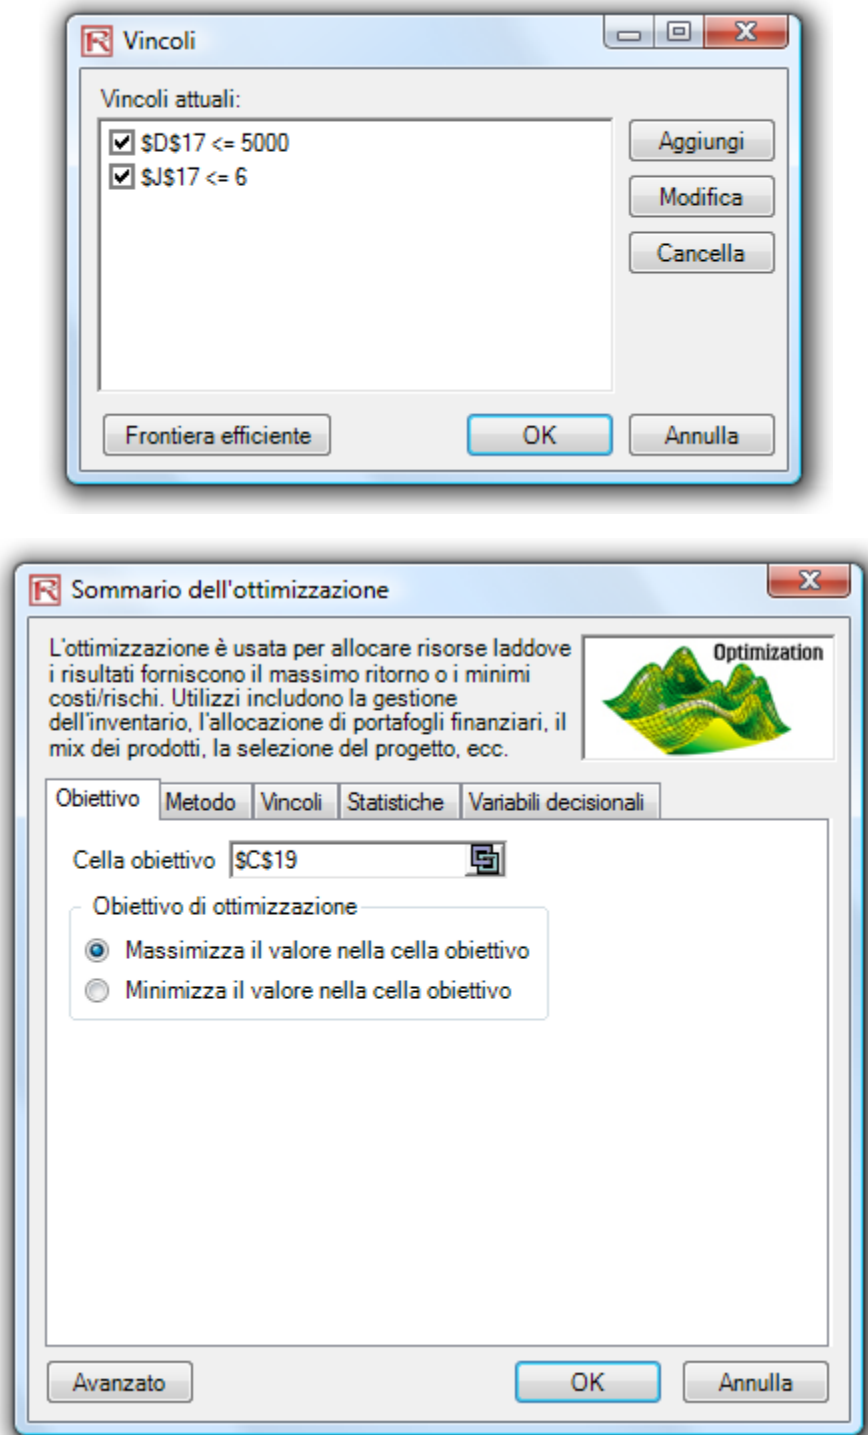 Vincoli
Vincoli attuali:
$D$17 <= 5000
$J$17 <= 6
Aggiungi
Modifica
Cancella
Frontiera efficiente
OK
Annulla
Sommario dell'ottimizzazione
L'ottimizzazione è usata per allocare risorse laddove
i risultati forniscono il massimo ritorno o i minimi
costi/rischi. Utilizzi includono la gestione
dell'inventario, l'allocazione di portafogli finanziari, il
mix dei prodotti, la selezione del progetto, ecc.
Optimization
Obiettivo Metodo Vincoli Statistiche Variabili decisionali
Cella obiettivo $C$19
Obiettivo di ottimizzazione
Massimizza il valore nella cella obiettivo
Minimizza il valore nella cella obiettivo
Avanzato OK Annulla